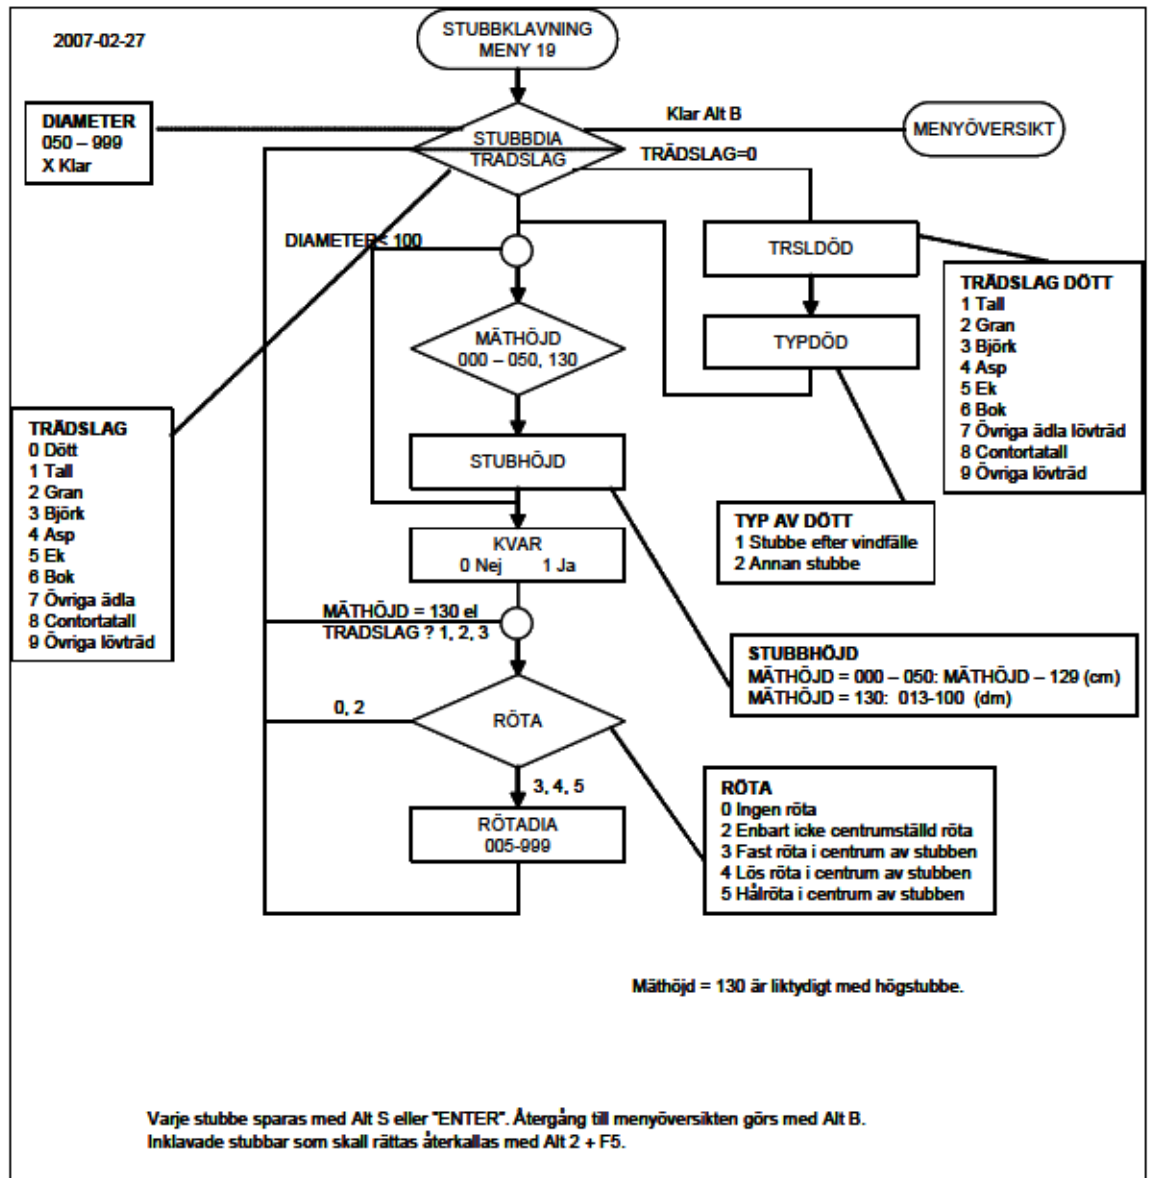 2007-02-27
STUBBKLAVNING
MENY 19
DIAMETER
050 – 999
X Klar
STUBBDIA
TRÄDSLAG
Klar Alt B
MENYÖVERSIKT
TRÄDSLAG=0
DIAMETER< 100
TRSLDÖD
TRÄDSLAG DÖTT
1 Tall
2 Gran
3 Björk
4 Asp
5 Ek
6 Bok
7 Övriga ädla lövträd
8 Contortatall
9 Övriga lövträd
MÄTHÖJD
000 – 050, 130
TYPDÖD
TRÄDSLAG
0 Dött
1 Tall
2 Gran
3 Björk
4 Asp
5 Ek
6 Bok
7 Övriga ädla
8 Contortatall
9 Övriga lövträd
STUBHÖJD
TYP AV DÖTT
1 Stubbe efter vindfälle
2 Annan stubbe
KVAR
0 Nej 1 Ja
MÄTHÖJD = 130 el
TRADSLAG ? 1, 2, 3
STUBBHÖJD
MÄTHÖJD = 000 – 050: MÄTHÖJD – 129 (cm)
MÄTHÖJD = 130: 013-100 (dm)
0, 2
RÖTA
3, 4, 5
RÖTADIA
005-999
RÖTA
0 Ingen röta
2 Enbart icke centrumställd röta
3 Fast röta i centrum av stubben
4 Lös röta i centrum av stubben
5 Hålröta i centrum av stubben
Mäthöjd = 130 är liktydigt med högstubbe.
Varje stubbe sparas med Alt S eller "ENTER". Återgång till menyöversikten görs med Alt B.
Inklavade stubbar som skall rättas återkallas med Alt 2 + F5.